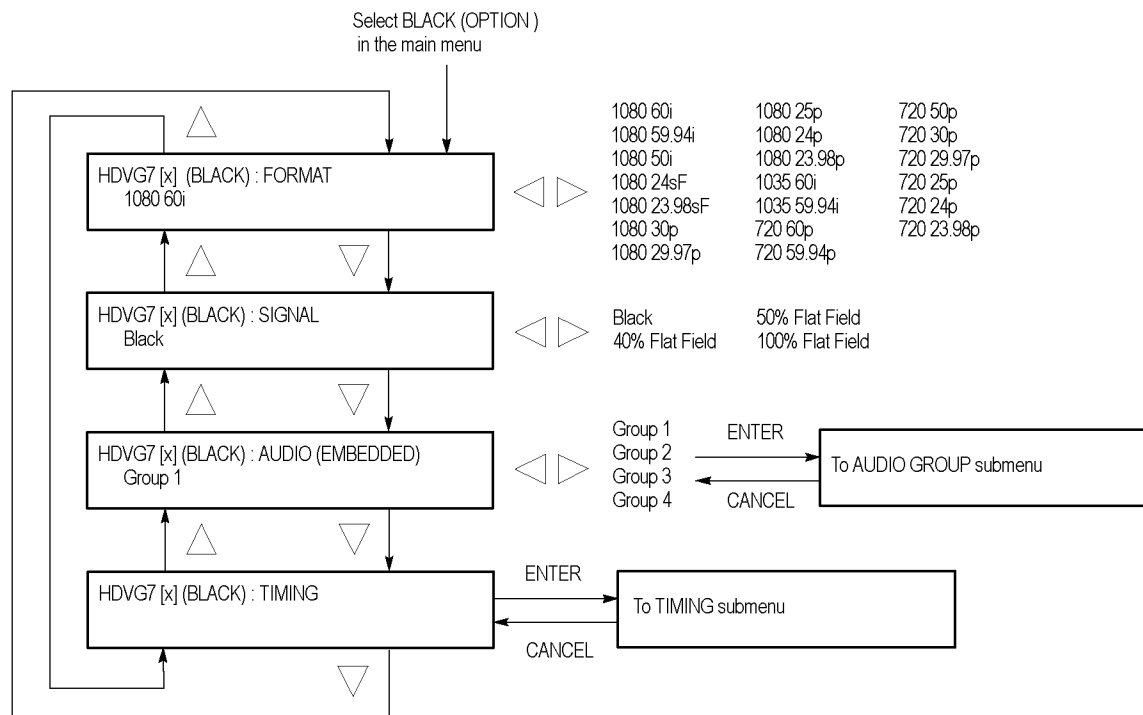 Select BLACK (OPTION )
in the main menu
1080 60i 1080 25p 720 50p
1080 59.94i 1080 24p 720 30p
1080 50i 1080 23.98p 720 29.97p
1080 24sF 1035 60i 720 25p
1080 23.98sF 1035 59.94i 720 24p
1080 30p 720 60p 720 23.98p
1080 29.97p 720 59.94p
HDVG7 [x] (BLACK) : FORMAT
1080 60i
HDVG7 [x] (BLACK) : SIGNAL
Black
Black 50% Flat Field
40% Flat Field 100% Flat Field
HDVG7 [x] (BLACK) : AUDIO (EMBEDDED)
Group 1
Group 1
Group 2
Group 3
Group 4
ENTER
CANCEL
To AUDIO GROUP submenu
HDVG7 [x] (BLACK) : TIMING
ENTER
CANCEL
To TIMING submenu